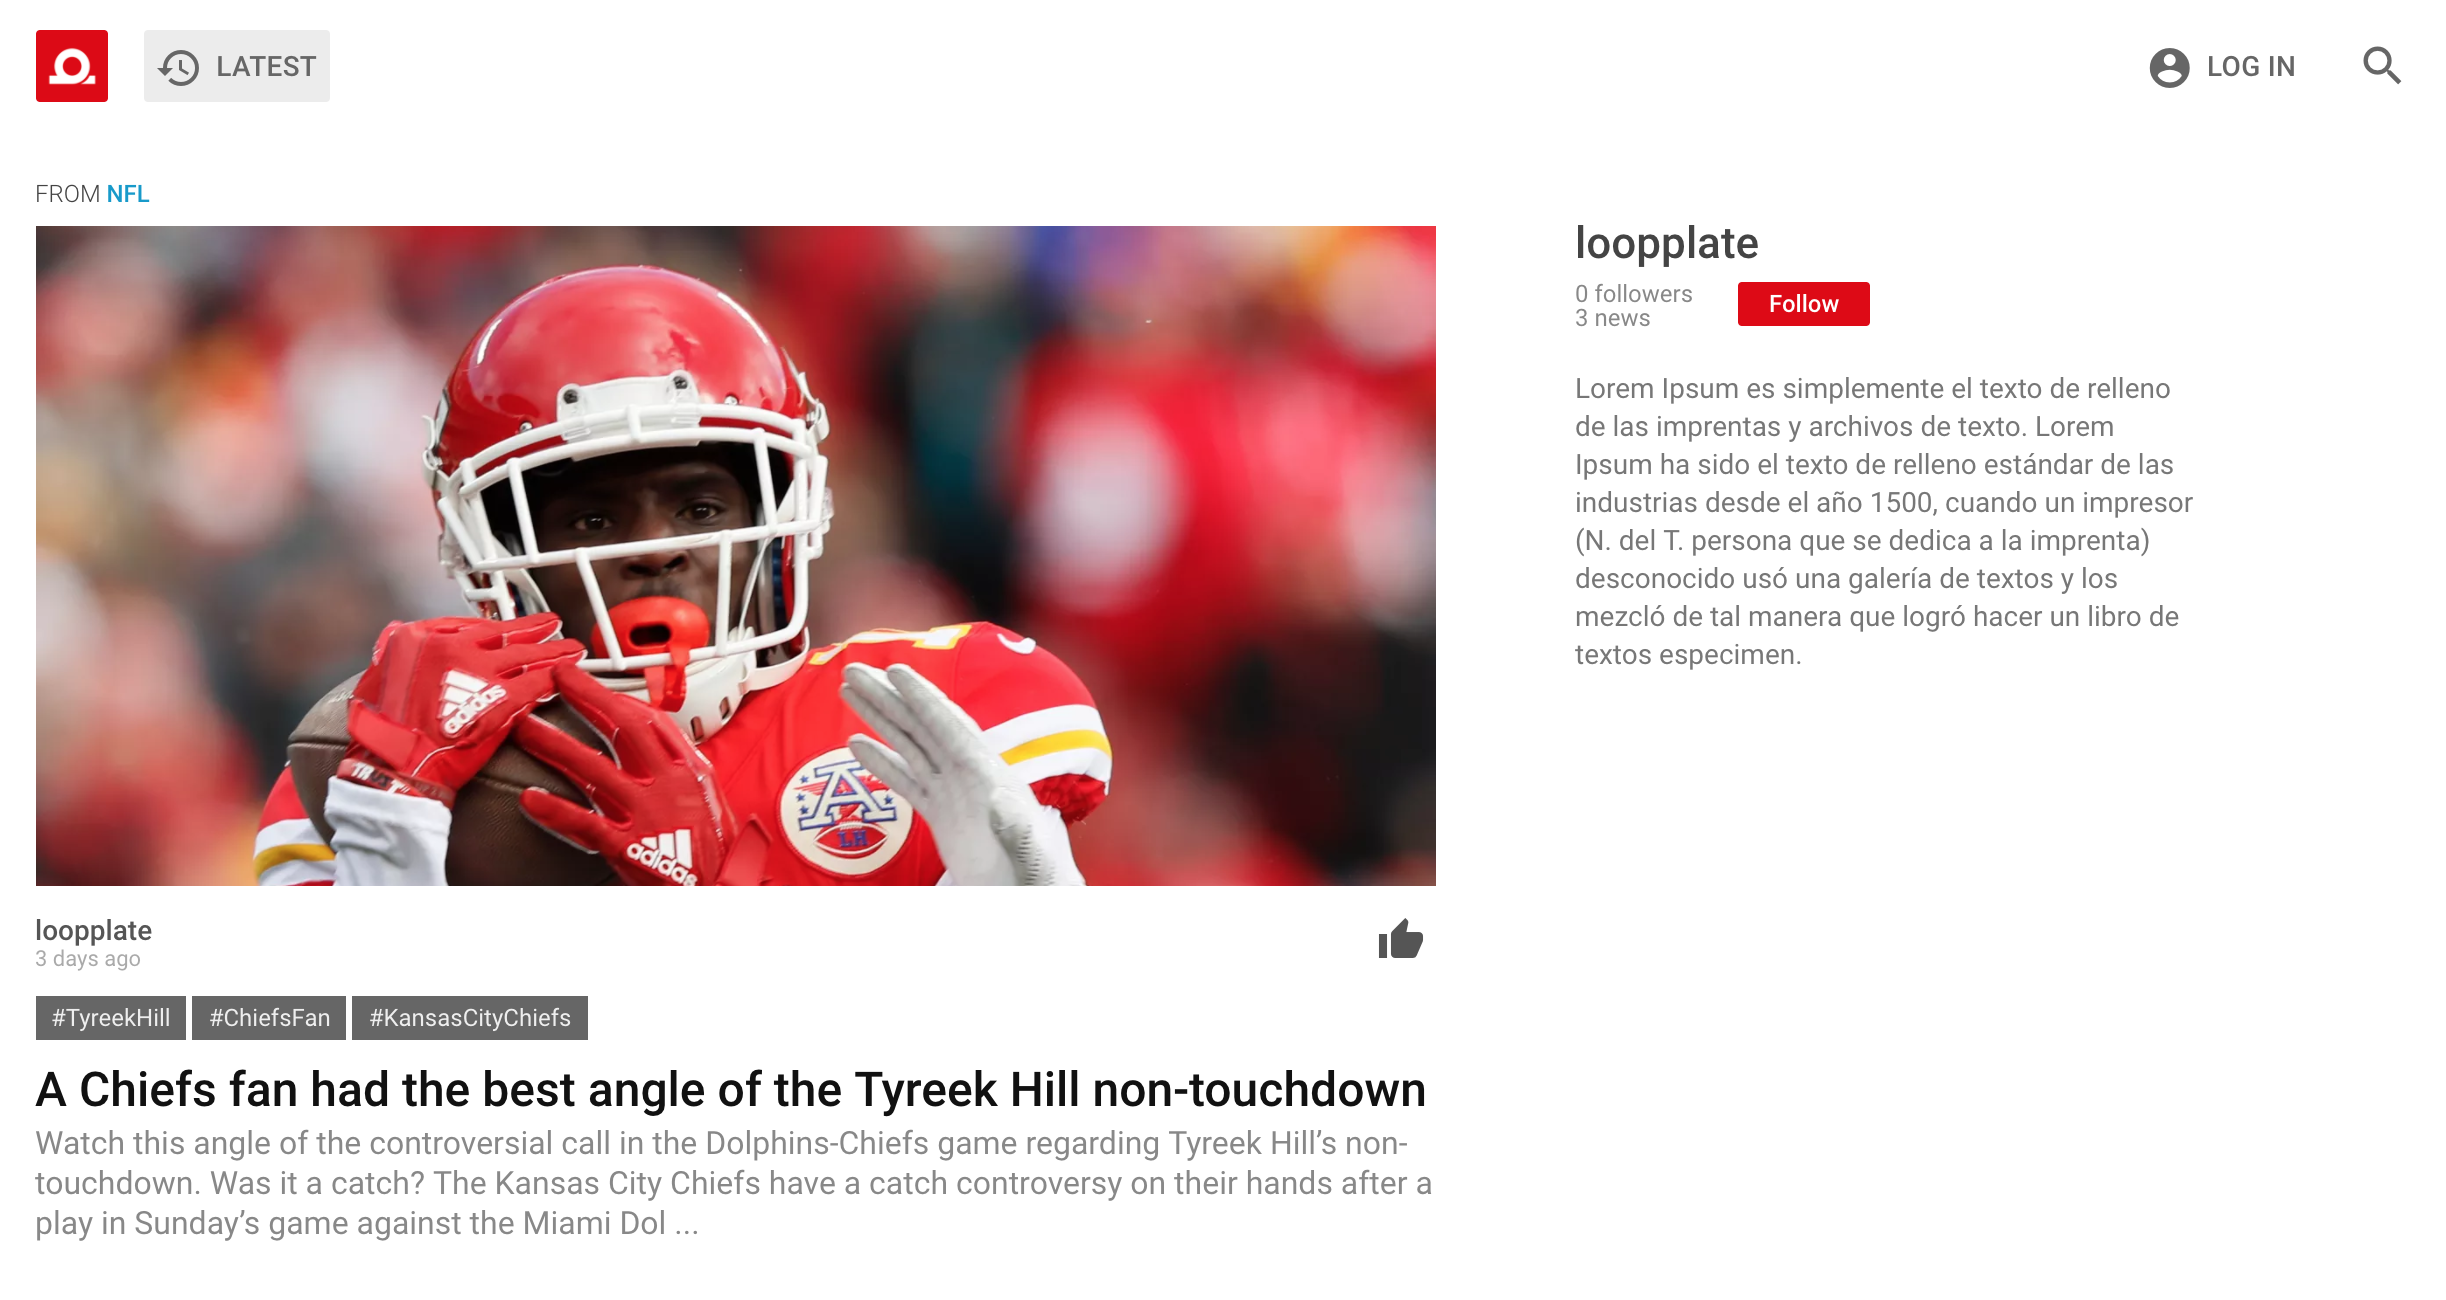 LATEST
LOG IN
FROM NFL
adidas
adidas
A
LH
loopplate
3 days ago
#TyreekHill #ChiefsFan #KansasCityChiefs
A Chiefs fan had the best angle of the Tyreek Hill non-touchdown
Watch this angle of the controversial call in the Dolphins-Chiefs game regarding Tyreek Hill’s non-
touchdown. Was it a catch? The Kansas City Chiefs have a catch controversy on their hands after a
play in Sunday’s game against the Miami Dol ...
loopplate
0 followers
3 news
Follow
Lorem Ipsum es simplemente el texto de relleno
de las imprentas y archivos de texto. Lorem
Ipsum ha sido el texto de relleno estándar de las
industrias desde el año 1500, cuando un impresor
(N. del T. persona que se dedica a la imprenta)
desconocido usó una galería de textos y los
mezcló de tal manera que logró hacer un libro de
textos especimen.